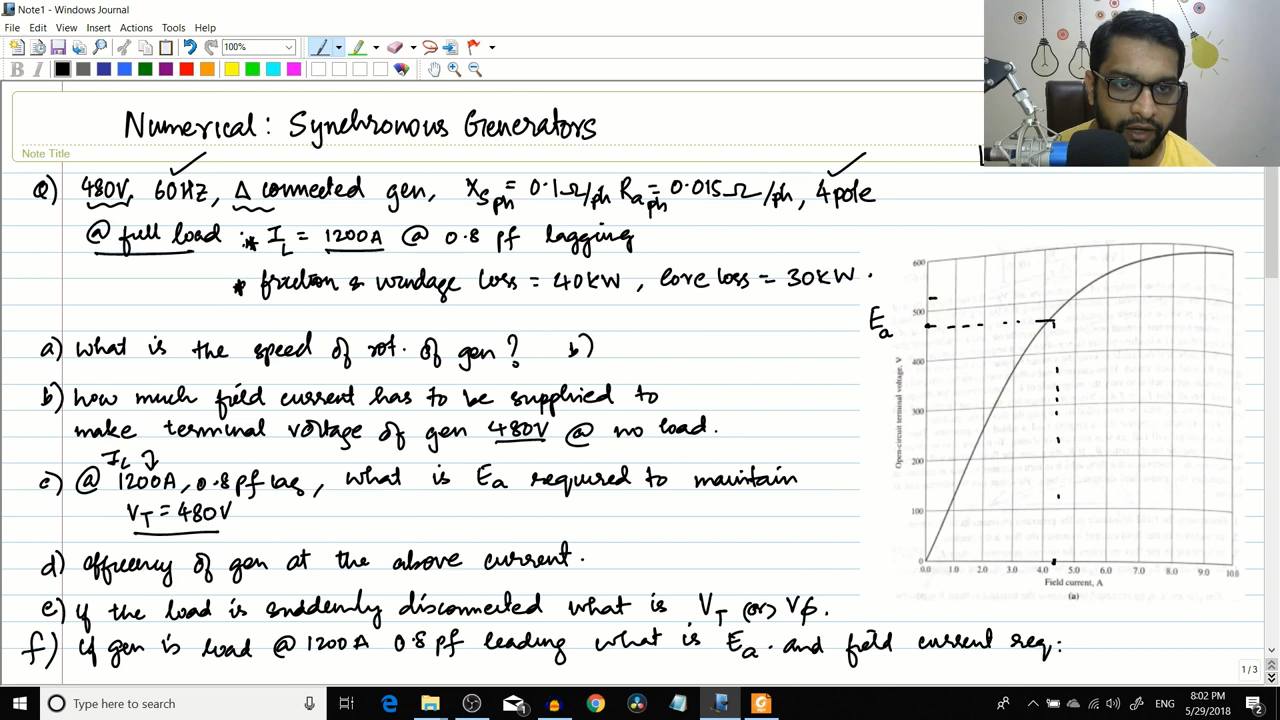 Note1 - Windows Journal
File Edit View Insert Actions Tools Help
100%
B I
Numerical: Synchronous Generators
Note Title
Q) 480V, 60HZ, Δ connected gen, Xs ph = 0.1Ω/ph Ra ph = 0.015Ω/ph, 4 pole
@ full load : * IL = 1200A @ 0.8 pf lagging
* friction & windage loss = 40KW, core loss = 30KW.
a) what is the speed of rot. of gen? b)
b) how much field current has to be supplied to
make terminal voltage of gen 480V @ no load.
IL
c) @ 1200A, 0.8 pf lag, what is Ea required to maintain
VT = 480V
d) effcency of gen at the above current.
e) if the load is suddenly disconnected what is VT (or) Vφ.
f) if gen is load @ 1200A 0.8 pf leading what is Ea. and field current req:
Ea
Open-circuit terminal voltage, V
600
500
400
300
200
100
0
0.0 1.0 2.0 3.0 4.0 5.0 6.0 7.0 8.0 9.0 10.0
Field current, A
(a)
1/3
Type here to search
1
ENG
8:02 PM
5/29/2018
2